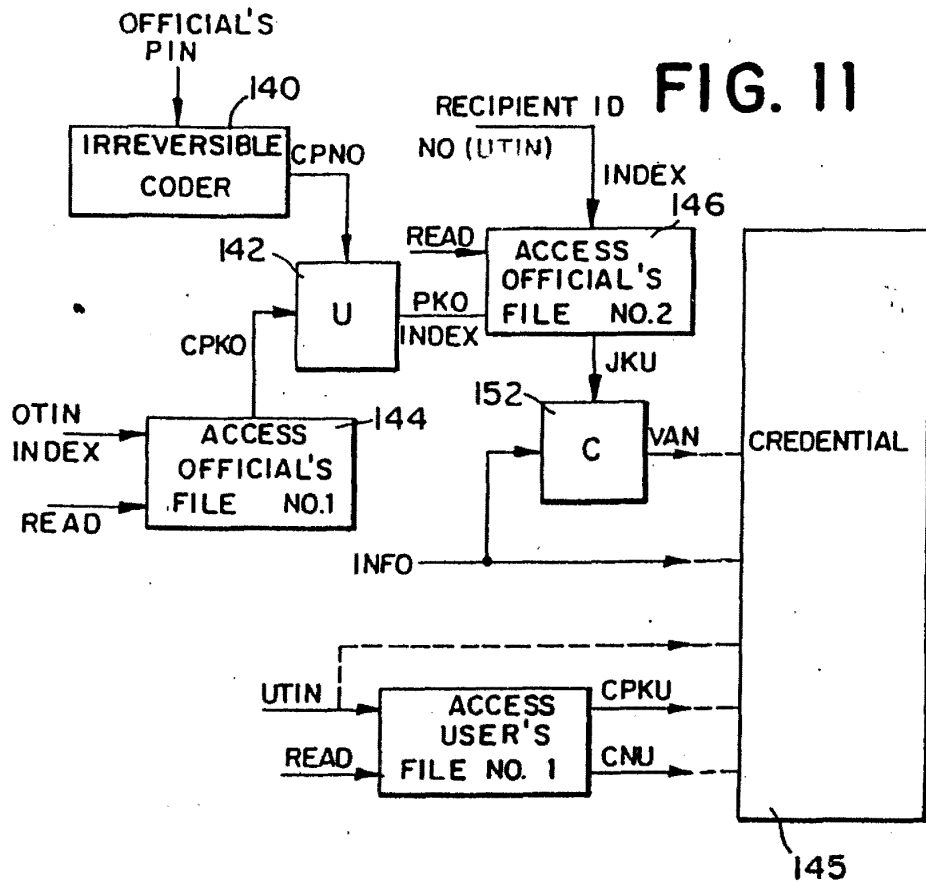 OFFICIAL'S
PIN
140
FIG. 11
IRREVERSIBLE
CODER
CPNO
RECIPIENT ID
NO (UTIN)
INDEX
146
142
READ
ACCESS
OFFICIAL'S
FILE NO.2
U
PKO
INDEX
CPKO
JKU
152
OTIN
INDEX
144
ACCESS
OFFICIAL'S
FILE NO.1
READ
C
VAN
CREDENTIAL
INFO
UTIN
ACCESS
USER'S
FILE NO. 1
CPKU
READ
CNU
145